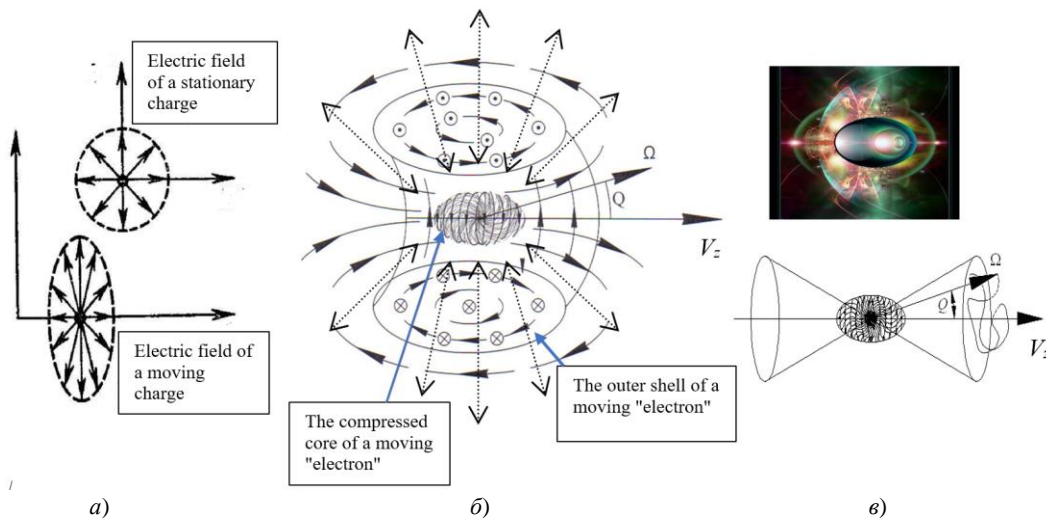 Electric field
of a stationary
charge
Electric field of
a moving
charge
Ω
Q
V_z
The compressed
core of a moving
"electron"
The outer shell of a
moving "electron"
Ω
Q
а)
б)
в)